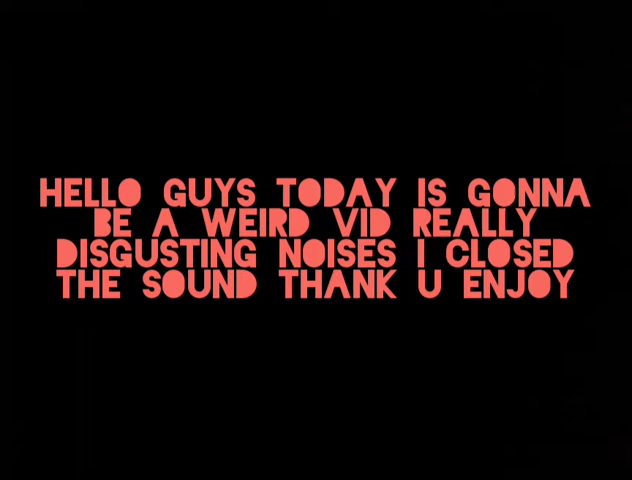 HELLO GUYS TODAY IS GONNA
BE A WEIRD VID REALLY
DISGUSTING NOISES I CLOSED
THE SOUND THANK U ENJOY